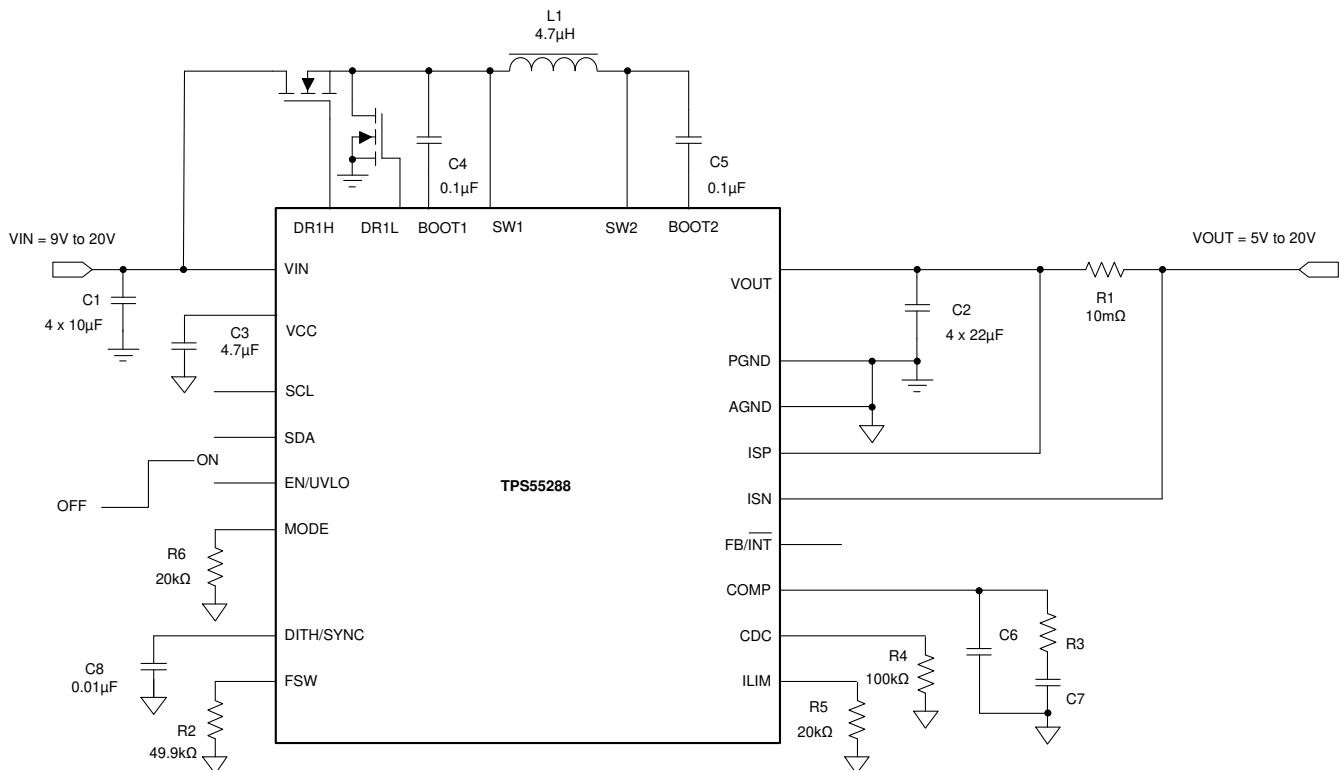 L1
4.7µH
C4
0.1µF
C5
0.1µF
DR1H
DR1L
BOOT1
SW1
SW2
BOOT2
VIN = 9V to 20V
VOUT = 5V to 20V
VIN
VOUT
C1
4 x 10µF
C3
4.7µF
VCC
C2
4 x 22µF
R1
10mΩ
PGND
SCL
AGND
SDA
ISP
ON
OFF
EN/UVLO
TPS55288
ISN
MODE
FB/INT
R6
20kΩ
COMP
DITH/SYNC
CDC
C6
R3
C8
0.01µF
FSW
ILIM
R4
100kΩ
C7
R2
49.9kΩ
R5
20kΩ